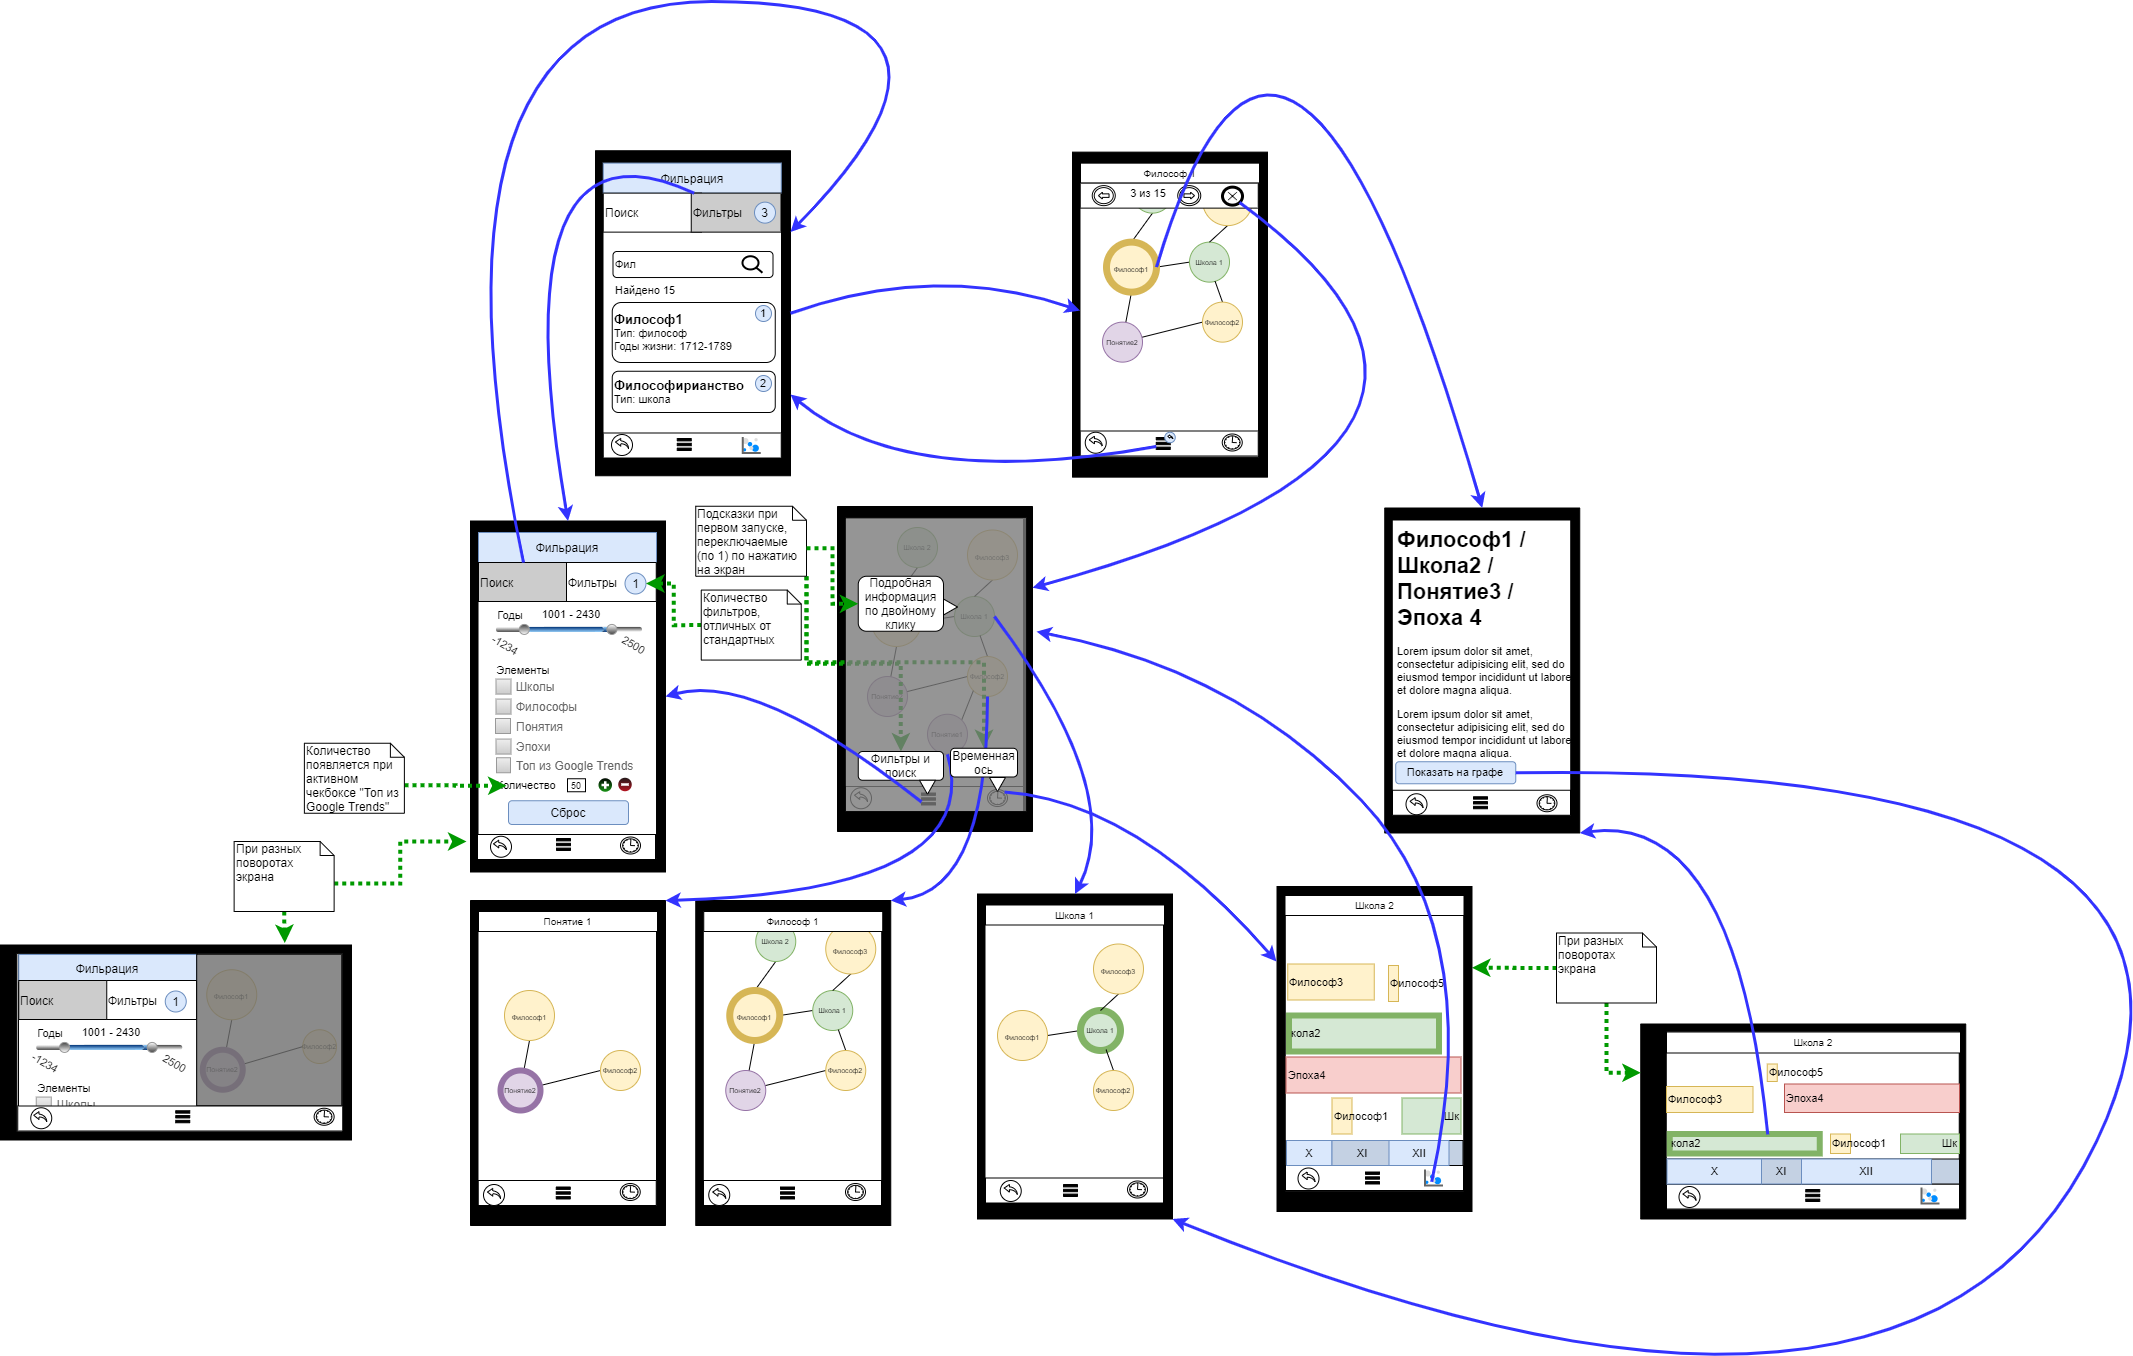 Фильрация
Поиск
Фильтры
3
Фил
Найдено 15
Философ1
1
Тип: философ
Годы жизни: 1712-1789
Философирианство
2
Тип: школа
Философ 1
3 из 15
Философ1
Школа 1
Философ2
Понятие2
Фильрация
Поиск
Фильтры
1
Годы
1001 - 2430
-1234
2500
Элементы
Школы
Философы
Понятия
Эпохи
Топ из Google Trends
Количество
50
Сброс
Подсказки при
первом запуске,
переключаемые
(по 1) по нажатию
на экран
Количество
фильтров,
отличных от
стандартных
Школа 2
Философ3
Подробная
информация
по двойному
клику
Школа 1
Философ2
Понятие2
Понятие1
Фильтры и
поиск
Временная
ось
Философ1 /
Школа2 /
Понятие3 /
Эпоха 4
Lorem ipsum dolor sit amet,
consectetur adipisicing elit, sed do
eiusmod tempor incididunt ut labore
et dolore magna aliqua.
Lorem ipsum dolor sit amet,
consectetur adipisicing elit, sed do
eiusmod tempor incididunt ut labore
et dolore magna aliqua.
Показать на графе
Количество
появляется при
активном
чекбоксе "Топ из
Google Trends"
При разных
поворотах
экрана
Фильрация
Поиск
Фильтры
1
Годы
1001 - 2430
-1234
2500
Элементы
Школы
Философ1
Философ2
Понятие2
Понятие 1
Философ1
Философ2
Понятие2
Философ 1
Школа 2
Философ3
Философ1
Школа 1
Философ2
Понятие2
Школа 1
Философ3
Философ1
Школа 1
Философ2
Школа 2
Философ3
Философ5
кола2
Эпоха4
Философ1
Шк
X
XI
XII
При разных
поворотах
экрана
Школа 2
Философ5
Философ3
Эпоха4
кола2
Философ1
Шк
X
XI
XII